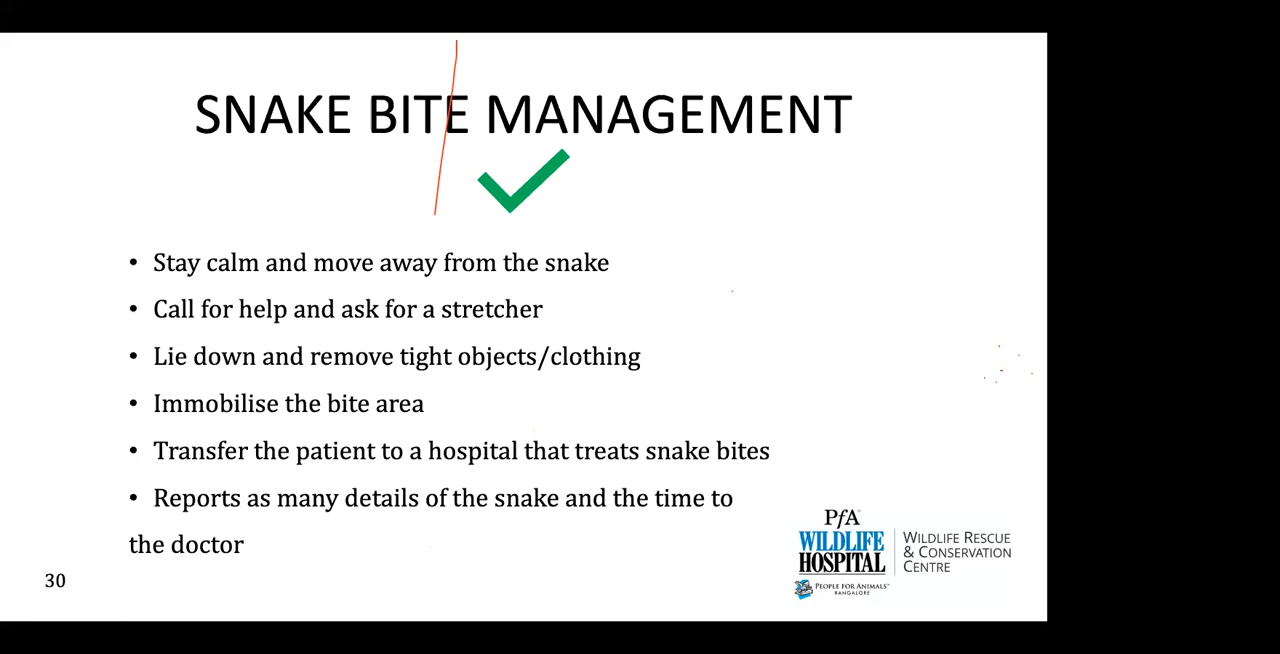 SNAKE BITE MANAGEMENT
• Stay calm and move away from the snake
• Call for help and ask for a stretcher
• Lie down and remove tight objects/clothing
• Immobilise the bite area
• Transfer the patient to a hospital that treats snake bites
• Reports as many details of the snake and the time to
the doctor
30
PfA
WILDLIFE
HOSPITAL
PEOPLE FOR ANIMALS
BANGALORE
WILDLIFE RESCUE
& CONSERVATION
CENTRE